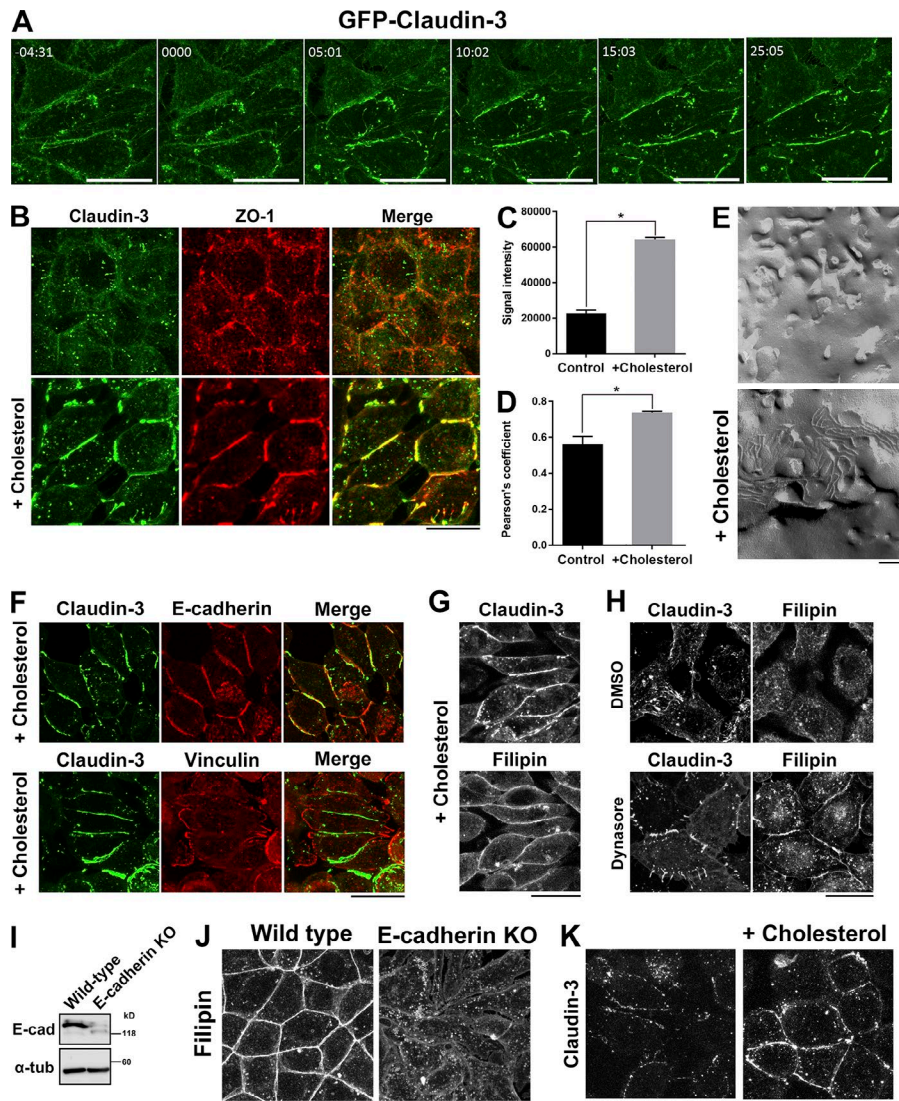 A
GFP-Claudin-3
-04:31 0000 05:01 10:02 15:03 25:05
B
Claudin-3 ZO-1 Merge
+ Cholesterol
C
Signal intensity
80000
60000
40000
20000
0
*
Control +Cholesterol
D
Pearson's coefficient
0.8
0.6
0.4
0.2
0.0
*
Control +Cholesterol
E
+ Cholesterol
F
Claudin-3 E-cadherin Merge
+ Cholesterol
Claudin-3 Vinculin Merge
+ Cholesterol
G
Claudin-3
+ Cholesterol
Filipin
H
Claudin-3 Filipin
DMSO
Claudin-3 Filipin
Dynasore
I
Wild-type
E-cadherin KO
kD
E-cad
118
α-tub
60
J
Wild type E-cadherin KO
Filipin
K
+ Cholesterol
Claudin-3